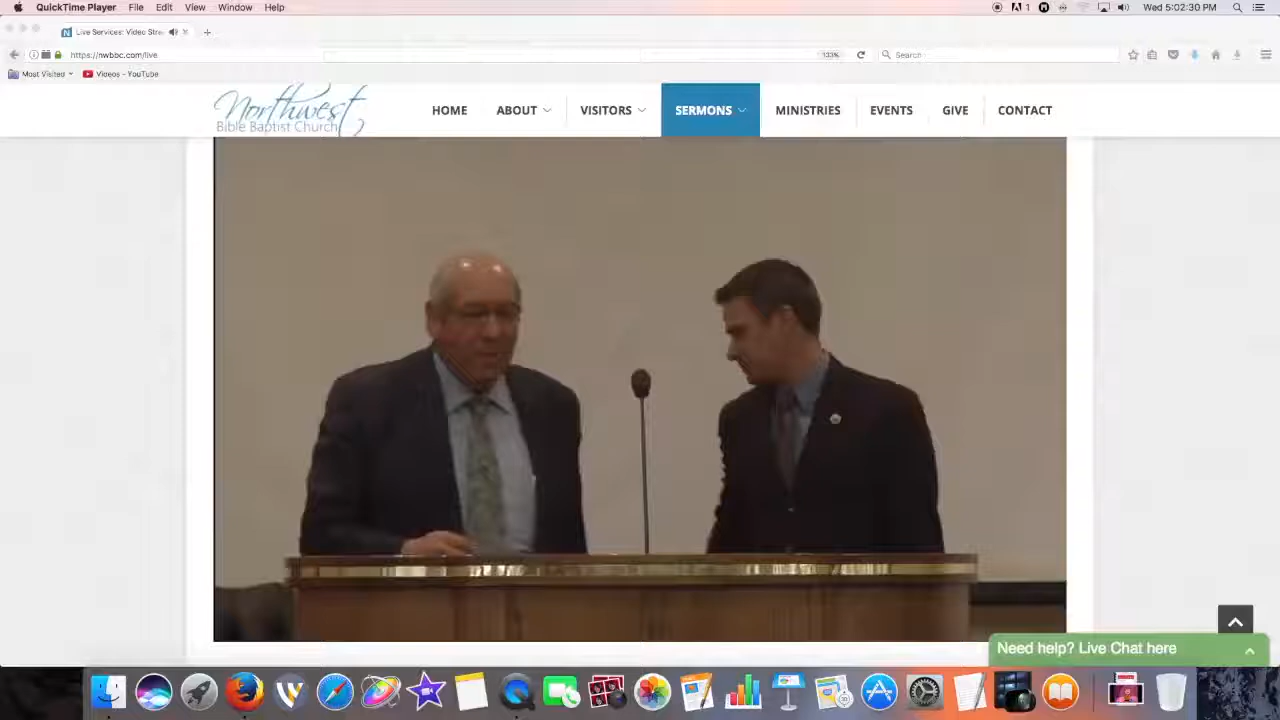 QuickTime Player File Edit View Window Help
1 Wed 5:02:30 PM
Live Services: Video Stre
https://nwbbc.com/live
133%
Search
Most Visited
Videos - YouTube
Northwest
Bible Baptist Church
HOME ABOUT VISITORS SERMONS MINISTRIES EVENTS GIVE CONTACT
Need help? Live Chat here